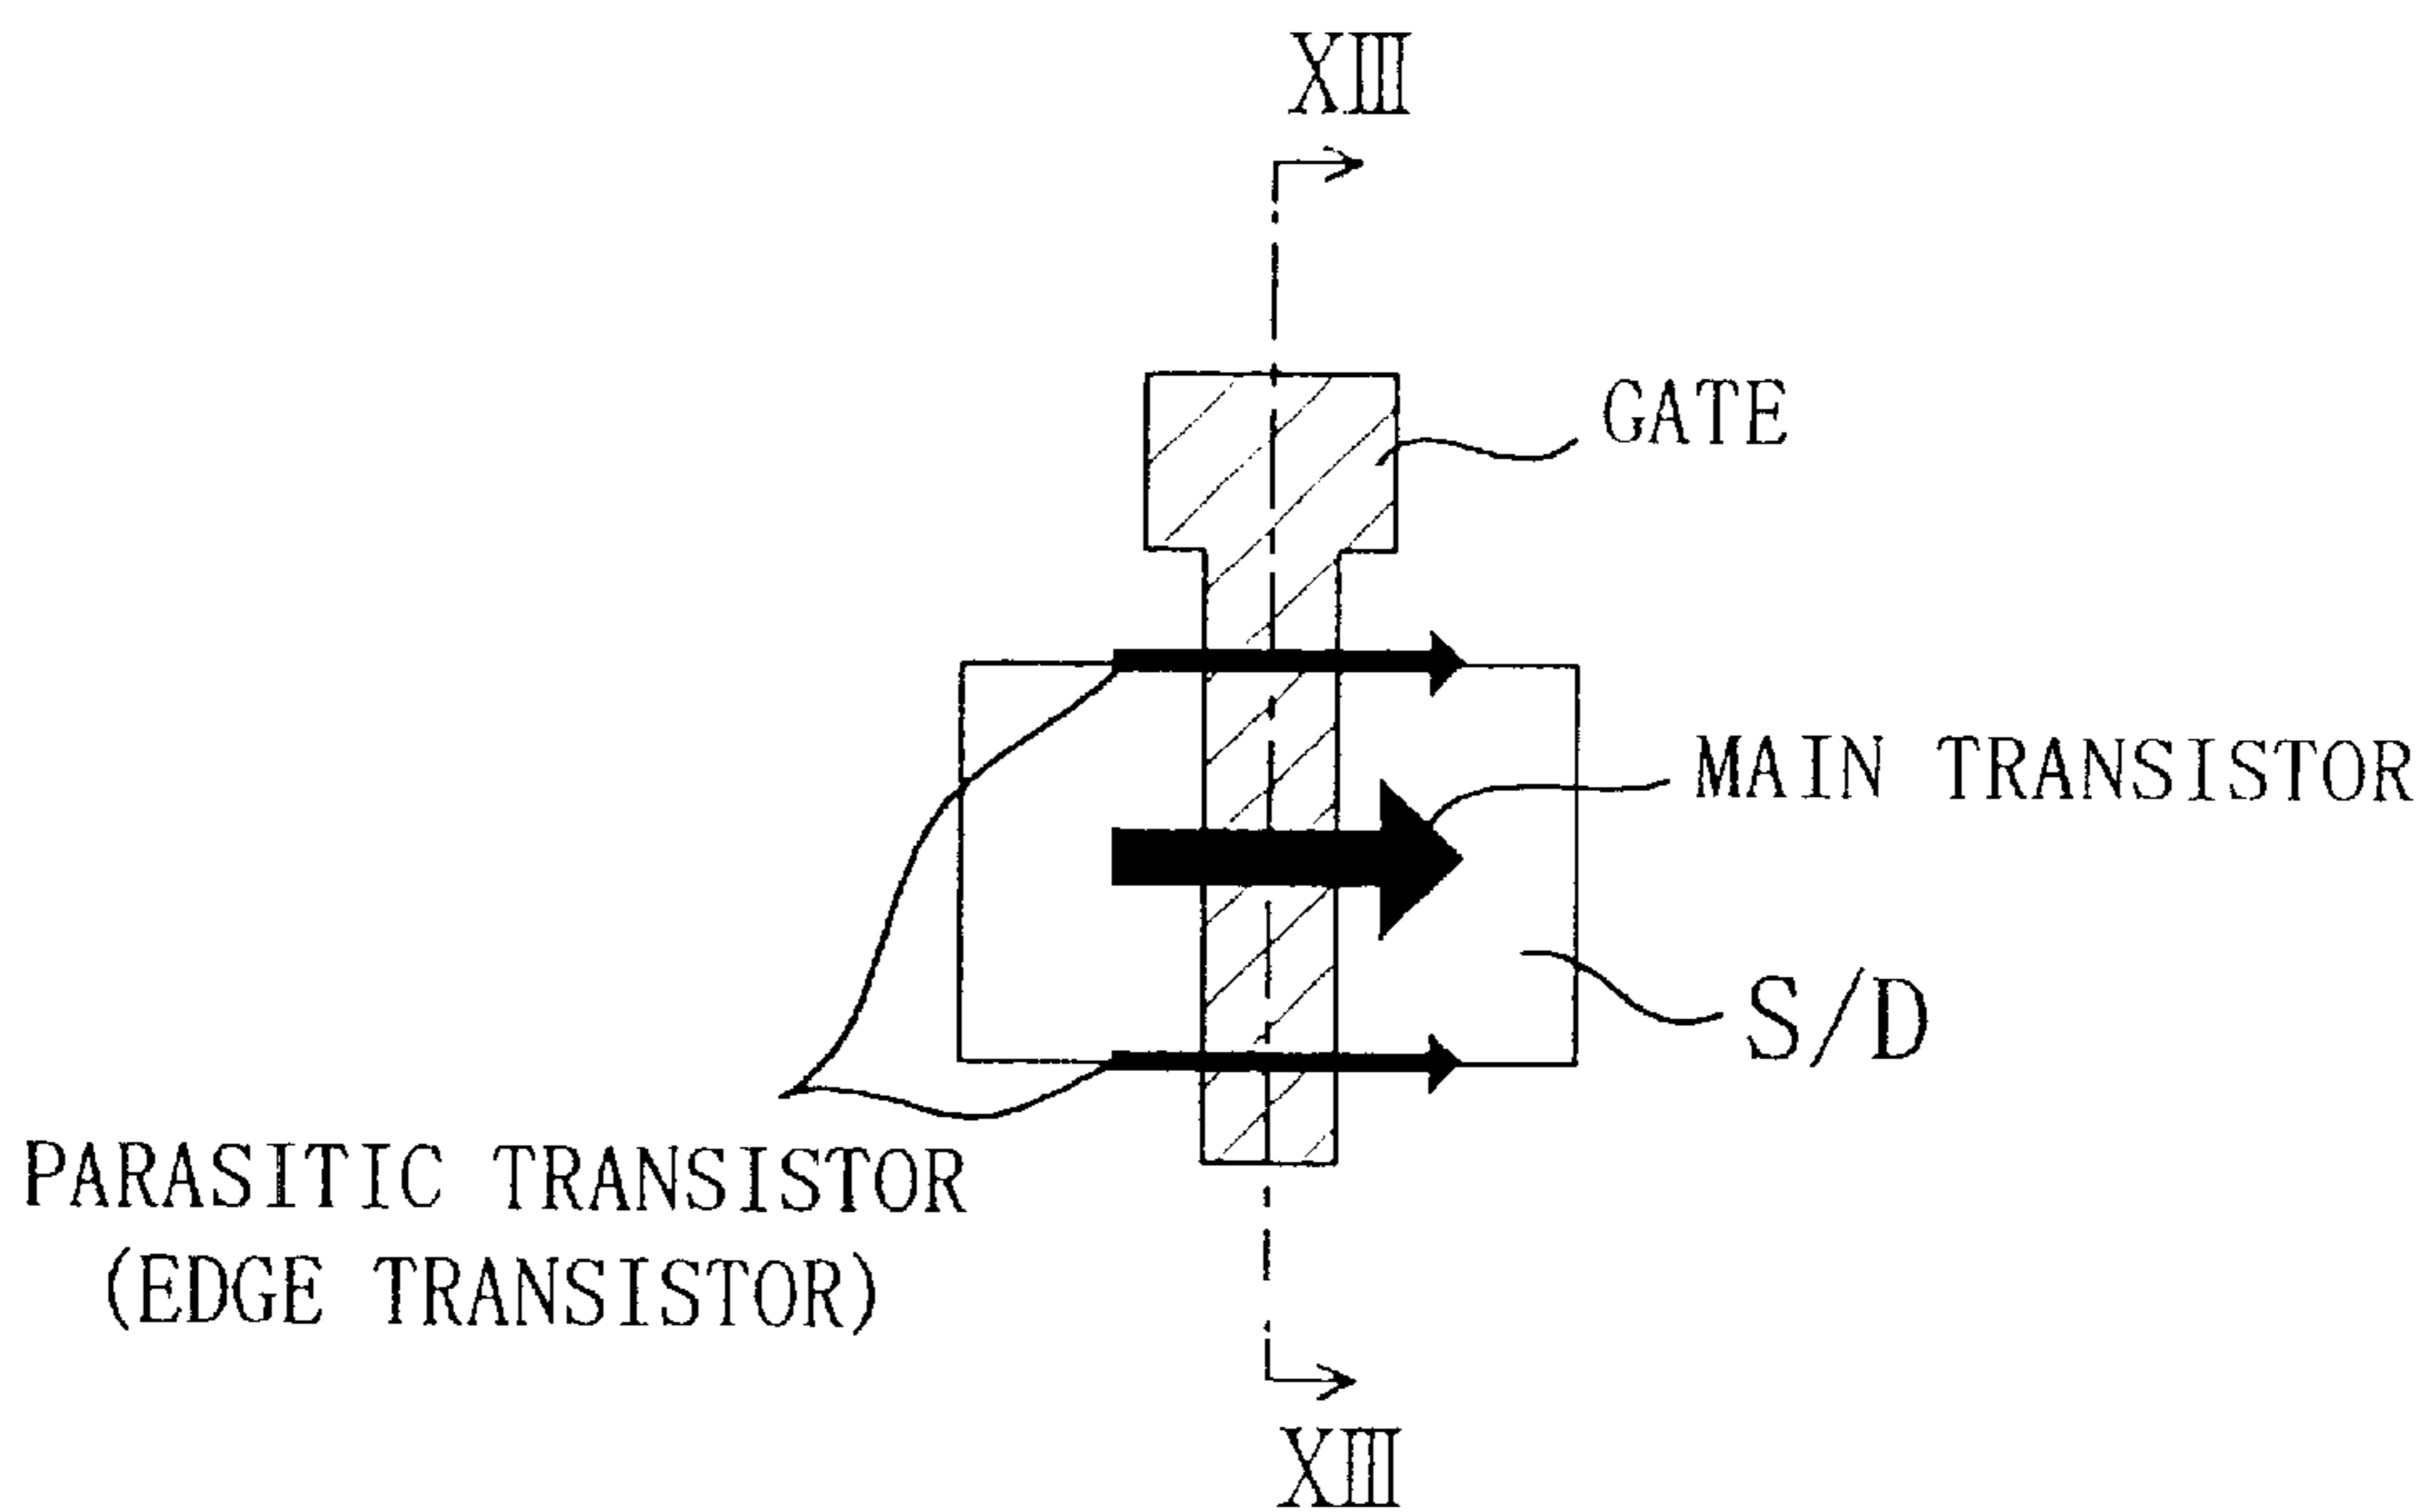 XIII
GATE
MAIN TRANSISTOR
S/D
PARASITIC TRANSISTOR
(EDGE TRANSISTOR)
XIII